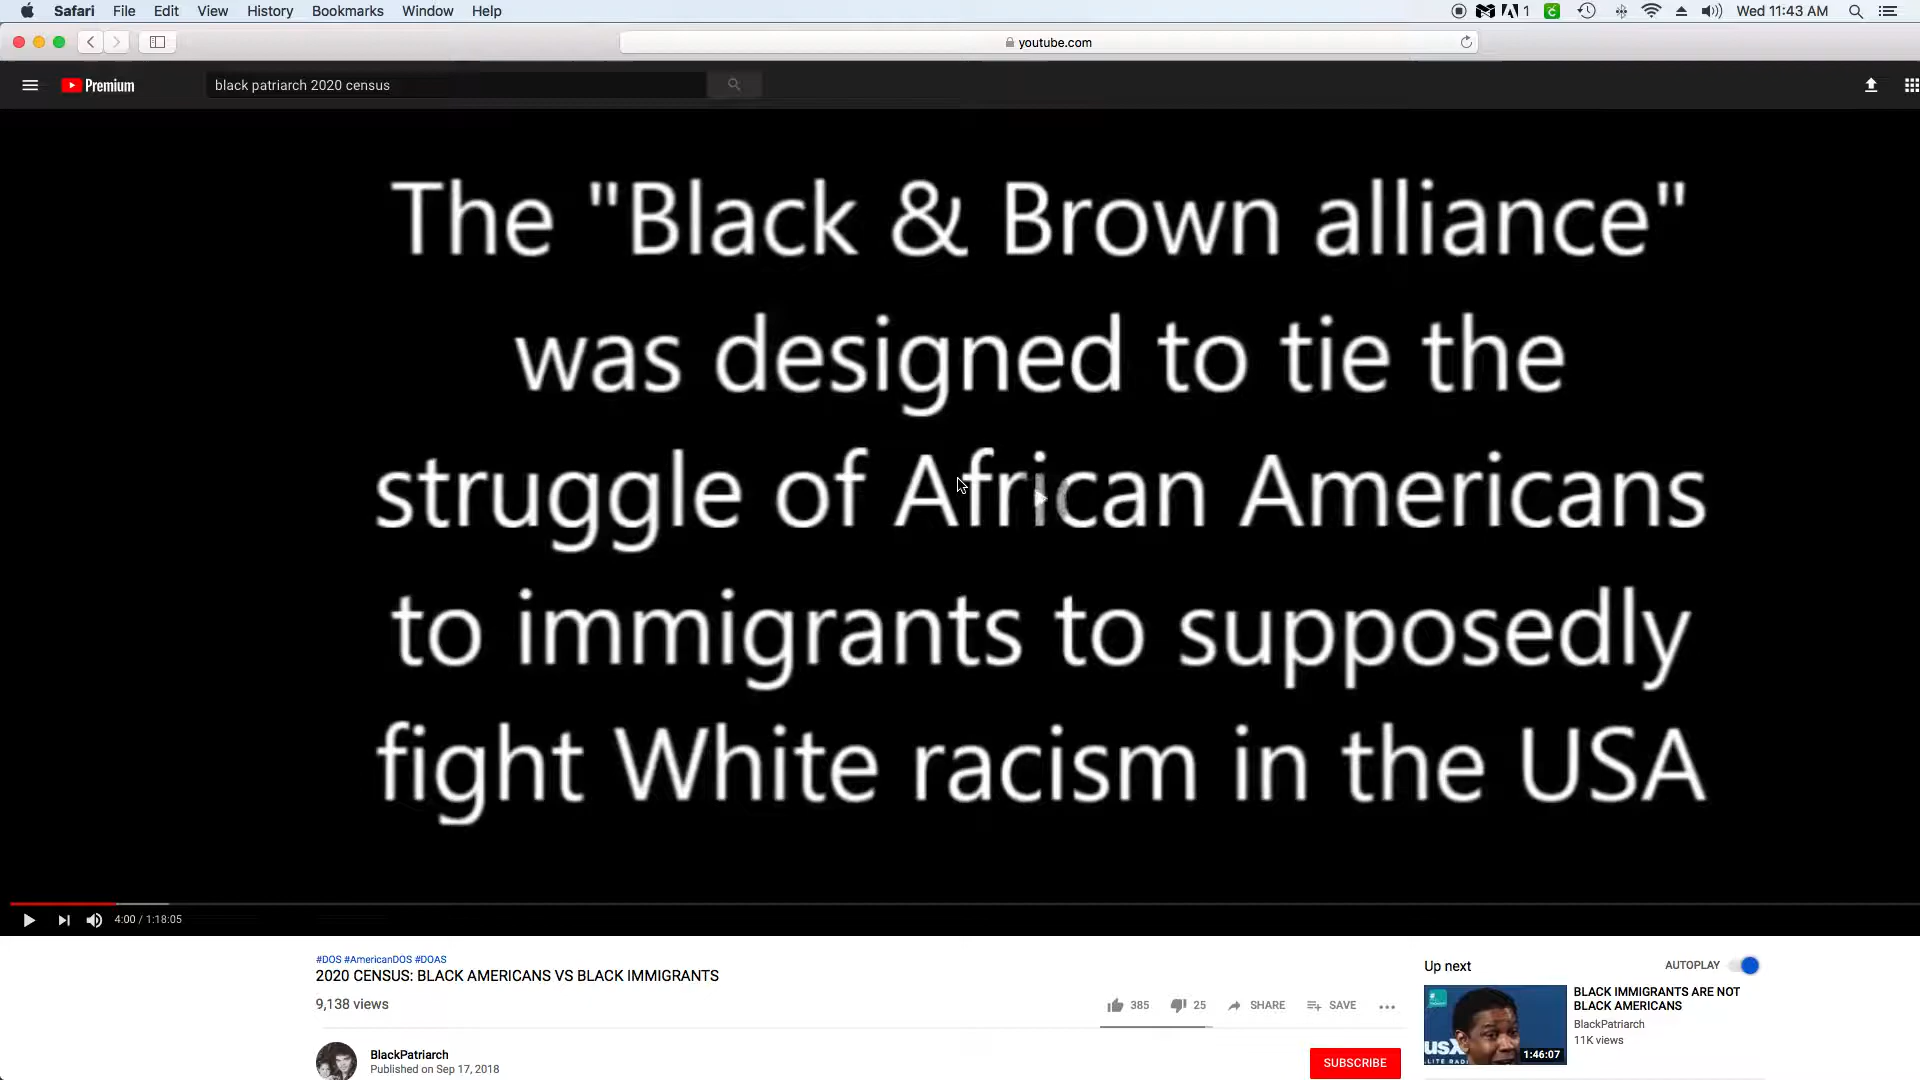 Safari File Edit View History Bookmarks Window Help
1
Wed 11:43 AM
youtube.com
Premium
black patriarch 2020 census
The "Black & Brown alliance"
was designed to tie the
struggle of African Americans
to immigrants to supposedly
fight White racism in the USA
4:00 / 1:18:05
#DOS #AmericanDOS #DOAS
2020 CENSUS: BLACK AMERICANS VS BLACK IMMIGRANTS
9,138 views
385 25 SHARE SAVE
BlackPatriarch
Published on Sep 17, 2018
SUBSCRIBE
Up next
AUTOPLAY
BLACK IMMIGRANTS ARE NOT
BLACK AMERICANS
BlackPatriarch
11K views
1:46:07